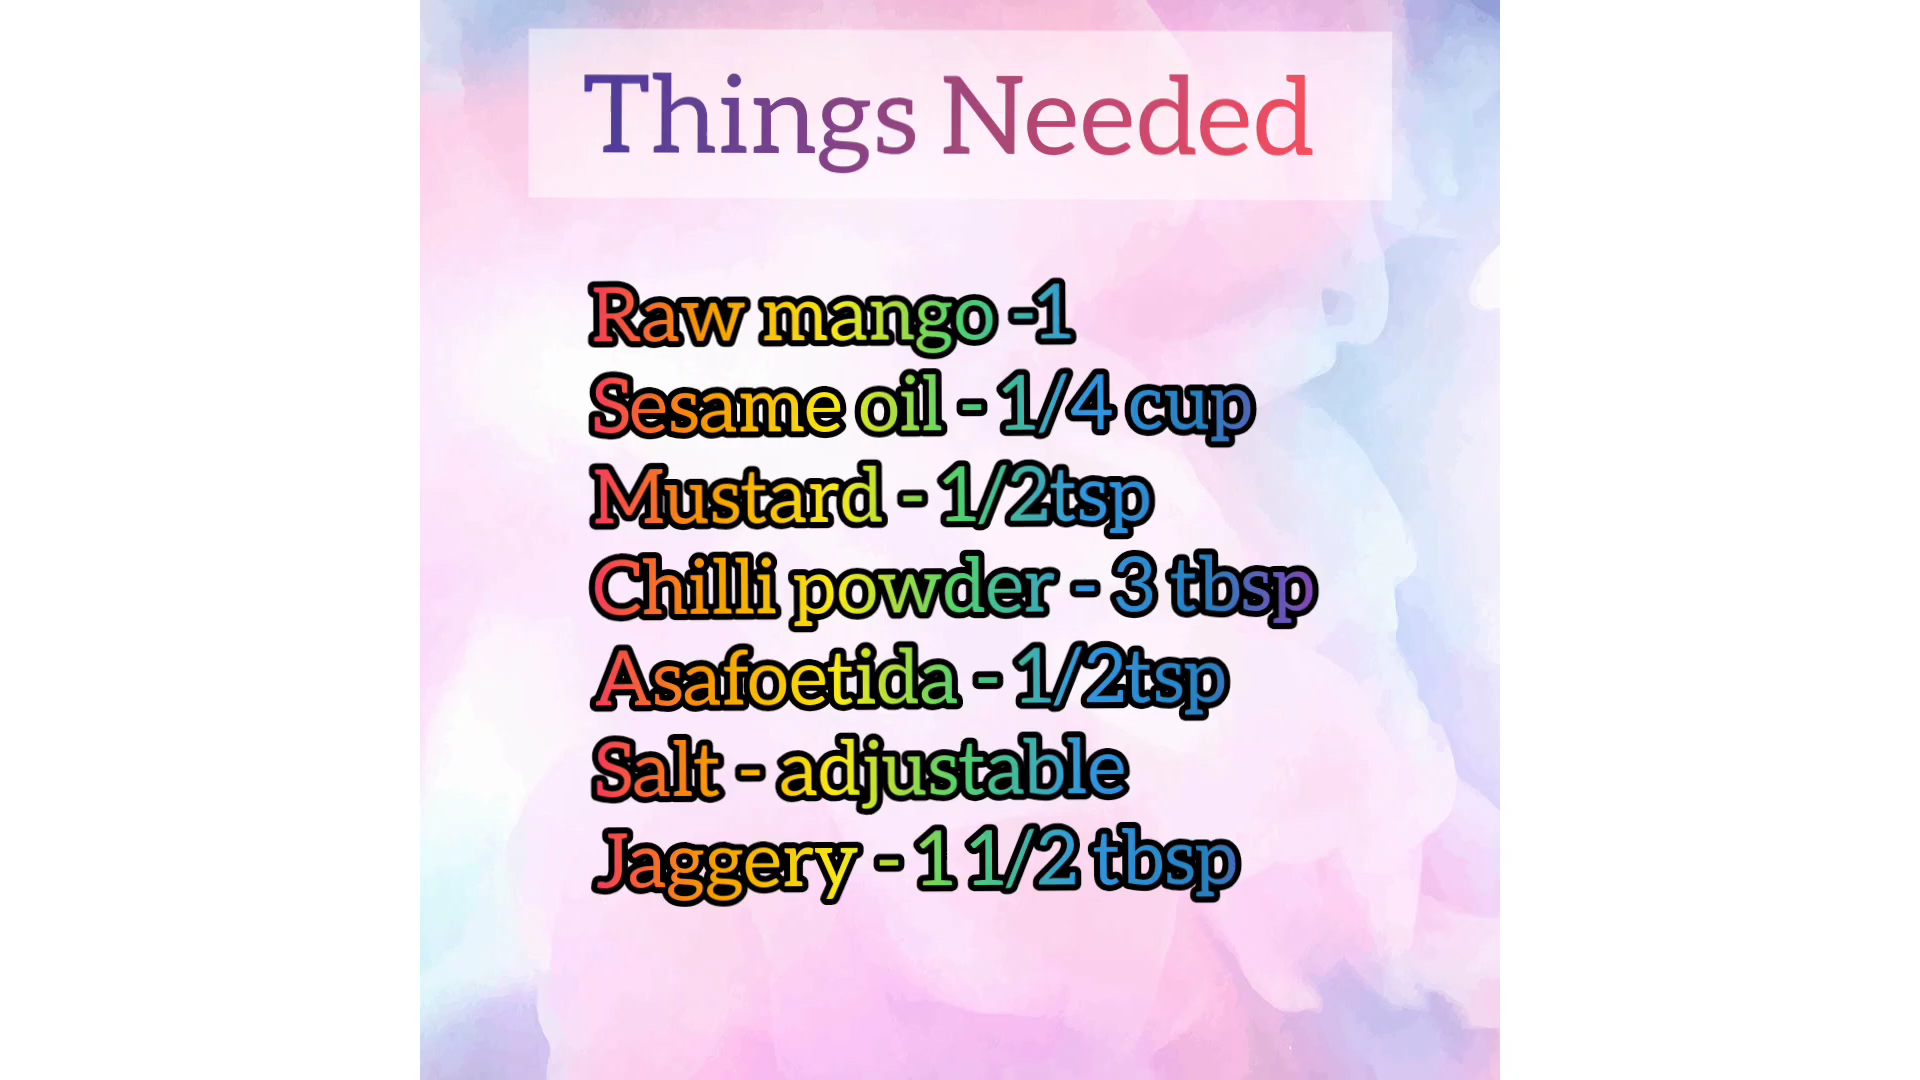 Things Needed
Raw mango -1
Sesame oil - 1/4 cup
Mustard - 1/2tsp
Chilli powder - 3 tbsp
Asafoetida - 1/2tsp
Salt - adjustable
Jaggery - 1 1/2 tbsp